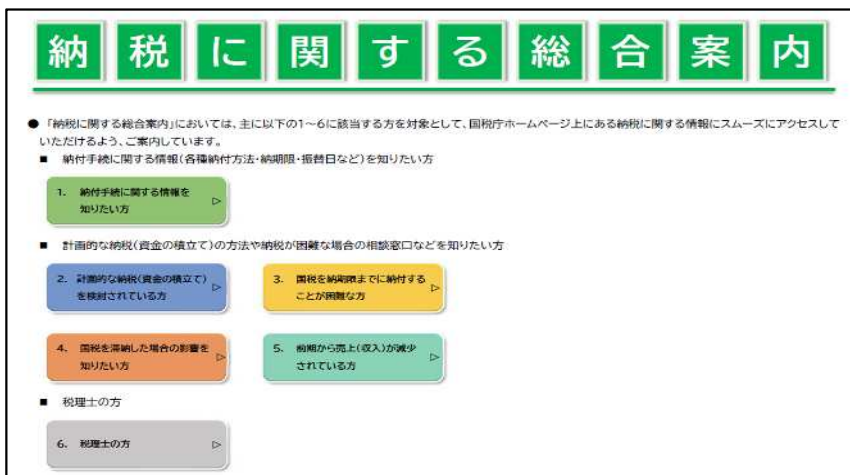 納税に関する総合案内
● 「納税に関する総合案内」においては、主に以下の1～6に該当する方を対象として、国税庁ホームページ上にある納税に関する情報にスムーズにアクセスして
いただけるよう、ご案内しています。
■ 納付手続に関する情報(各種納付方法・納期限・振替日など)を知りたい方
1. 納付手続に関する情報を
知りたい方
■ 計画的な納税(資金の積立て)の方法や納税が困難な場合の相談窓口などを知りたい方
2. 計画的な納税(資金の積立て)
を検討されている方
3. 国税を納期限までに納付する
ことが困難な方
4. 国税を滞納した場合の影響を
知りたい方
5. 前期から売上(収入)が減少
されている方
■ 税理士の方
6. 税理士の方